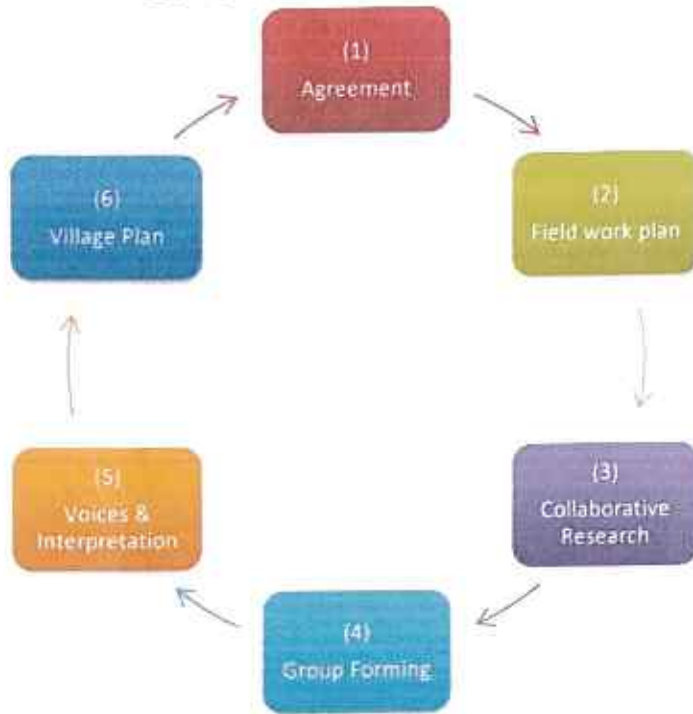 (1)
Agreement
(2)
Field work plan
(3)
Collaborative
Research
(4)
Group Forming
(5)
Voices &
Interpretation
(6)
Village Plan